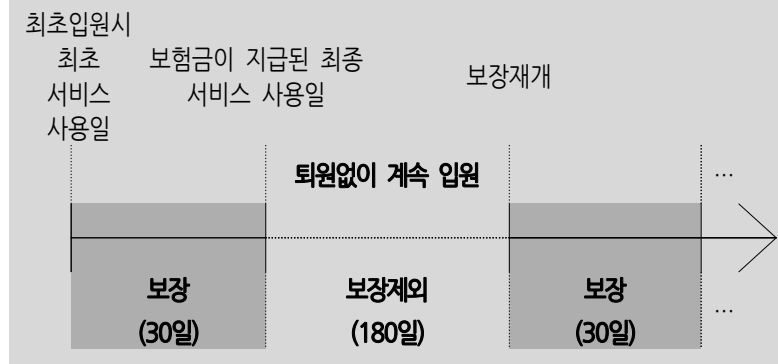 최초입원시
최초
서비스
사용일
보험금이 지급된 최종
서비스 사용일
보장재개
퇴원없이 계속 입원
…
보장
(30일)
보장제외
(180일)
보장
(30일)
…